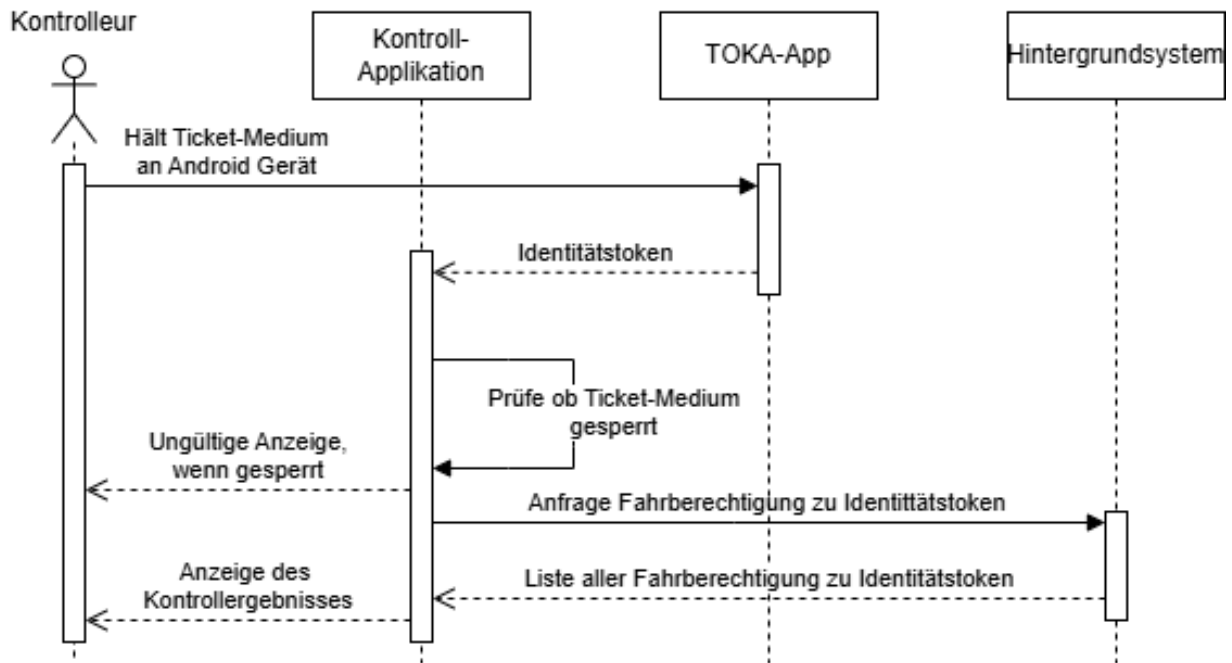 Kontrolleur
Kontroll-
Applikation
TOKA-App
Hintergrundsystem
Hält Ticket-Medium
an Android Gerät
Identitätstoken
Prüfe ob Ticket-Medium
gesperrt
Ungültige Anzeige,
wenn gesperrt
Anfrage Fahrberechtigung zu Identittätstoken
Liste aller Fahrberechtigung zu Identitätstoken
Anzeige des
Kontrollergebnisses